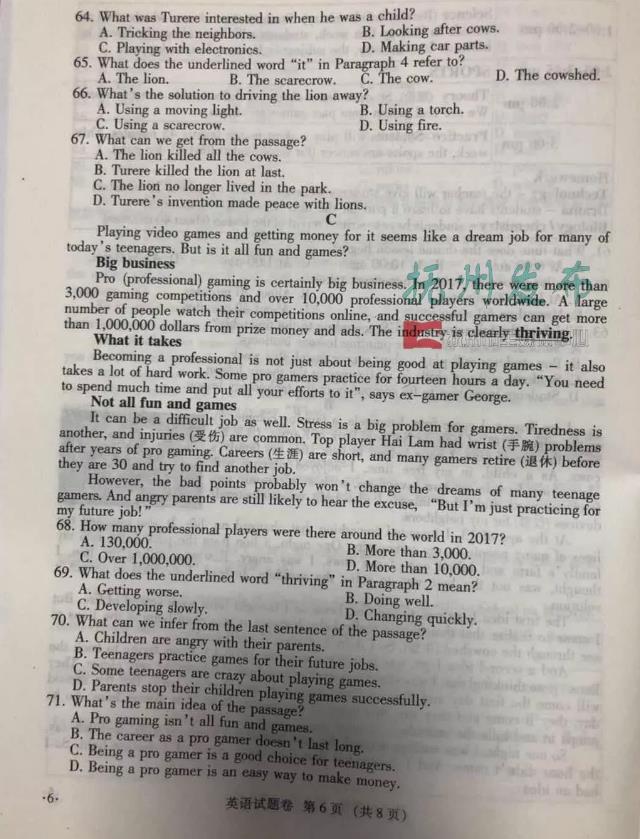 64. What was Turere interested in when he was a child?
A. Tricking the neighbors. B. Looking after cows.
C. Playing with electronics. D. Making car parts.
65. What does the underlined word "it" in Paragraph 4 refer to?
A. The lion. B. The scarecrow. C. The cow. D. The cowshed.
66. What's the solution to driving the lion away?
A. Using a moving light. B. Using a torch.
C. Using a scarecrow. D. Using fire.
67. What can we get from the passage?
A. The lion killed all the cows.
B. Turere killed the lion at last.
C. The lion no longer lived in the park.
D. Turere's invention made peace with lions.
C
Playing video games and getting money for it seems like a dream job for many of
today's teenagers. But is it all fun and games?
Big business
Pro (professional) gaming is certainly big business. In 2017, there were more than
3,000 gaming competitions and over 10,000 professional players worldwide. A large
number of people watch their competitions online, and successful gamers can get more
than 1,000,000 dollars from prize money and ads. The industry is clearly thriving.
What it takes
Becoming a professional is not just about being good at playing games – it also
takes a lot of hard work. Some pro gamers practice for fourteen hours a day. "You need
to spend much time and put all your efforts to it", says ex-gamer George.
Not all fun and games
It can be a difficult job as well. Stress is a big problem for gamers. Tiredness is
another, and injuries (受伤) are common. Top player Hai Lam had wrist (手腕) problems
after years of pro gaming. Careers (生涯) are short, and many gamers retire (退休) before
they are 30 and try to find another job.
However, the bad points probably won't change the dreams of many teenage
gamers. And angry parents are still likely to hear the excuse, "But I'm just practicing for
my future job!"
68. How many professional players were there around the world in 2017?
A. 130,000. B. More than 3,000.
C. Over 1,000,000. D. More than 10,000.
69. What does the underlined word "thriving" in Paragraph 2 mean?
A. Getting worse. B. Doing well.
C. Developing slowly. D. Changing quickly.
70. What can we infer from the last sentence of the passage?
A. Children are angry with their parents.
B. Teenagers practice games for their future jobs.
C. Some teenagers are crazy about playing games.
D. Parents stop their children playing games successfully.
71. What's the main idea of the passage?
A. Pro gaming isn't all fun and games.
B. The career as a pro gamer doesn't last long.
C. Being a pro gamer is a good choice for teenagers.
D. Being a pro gamer is an easy way to make money.
·6· 英语试题卷 第6页 (共8页)
抚州发布